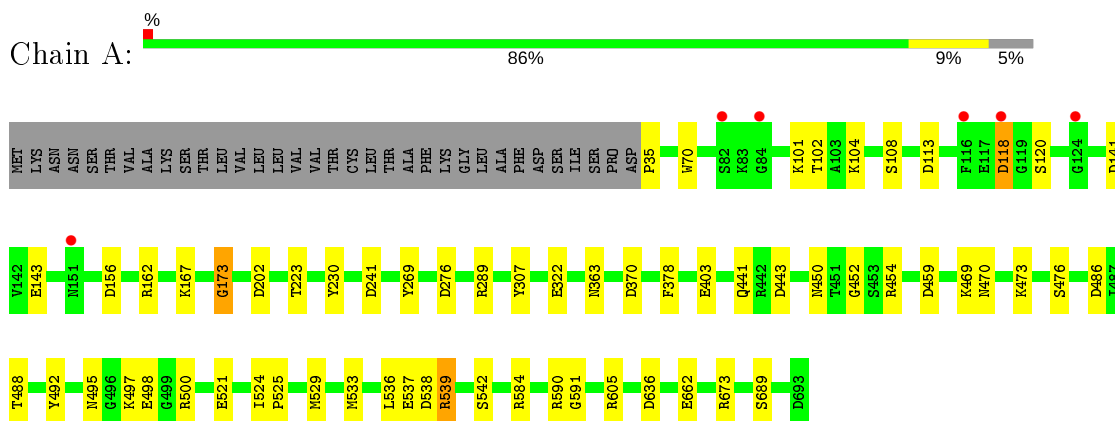 %
Chain A:
86% 9% 5%
MET LYS ASN ASN SER THR VAL ALA LYS SER THR LEU VAL LEU LEU VAL VAL THR CYS LEU THR ALA PHE LYS GLY LEU ALA PHE ASP SER ILE SER PRO ASP P35 W70 S82 K83 G84 K101 T102 A103 K104 S108 D113 F116 E117 D118 G119 S120 G124 D141
V142 E143 N151 D156 R162 K167 G173 D202 T223 Y230 D241 Y269 D276 R289 Y307 E322 N363 D370 F378 E403 Q441 R442 D443 N450 T451 G452 S453 R454 D459 K469 N470 K473 S476 D486 I487
T488 Y492 N495 G496 K497 E498 G499 R500 E521 I524 P525 M529 M533 L536 E537 D538 R539 S542 R584 R590 G591 R605 D636 E662 R673 S689 D693